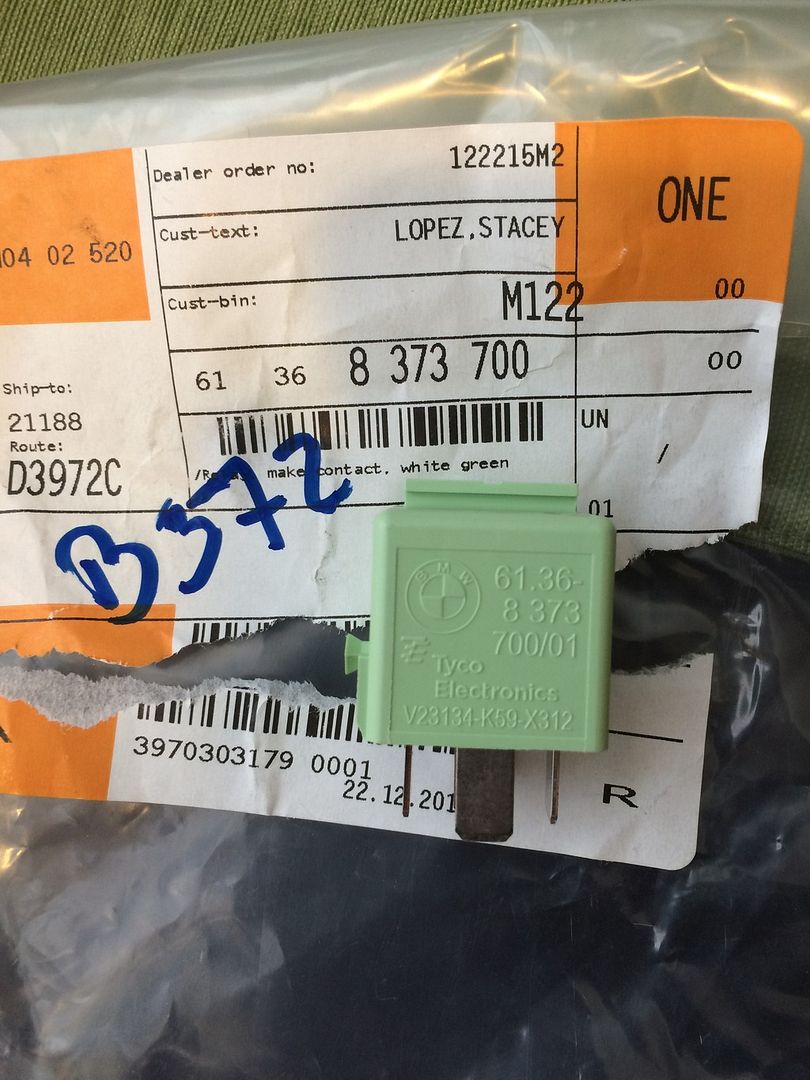 Dealer order no: 122215M2
ONE
Cust-text: LOPEZ,STACEY
04 02 520
Cust-bin: M122
00
61 36 8 373 700
00
Ship-to:
21188
UN
Route:
D3972C
make contact. white green
/
01
B372
BMW
61.36-
8 373
700/01
Tyco
Electronics
V23134-K59-X312
3970303179 0001
22.12.201
R